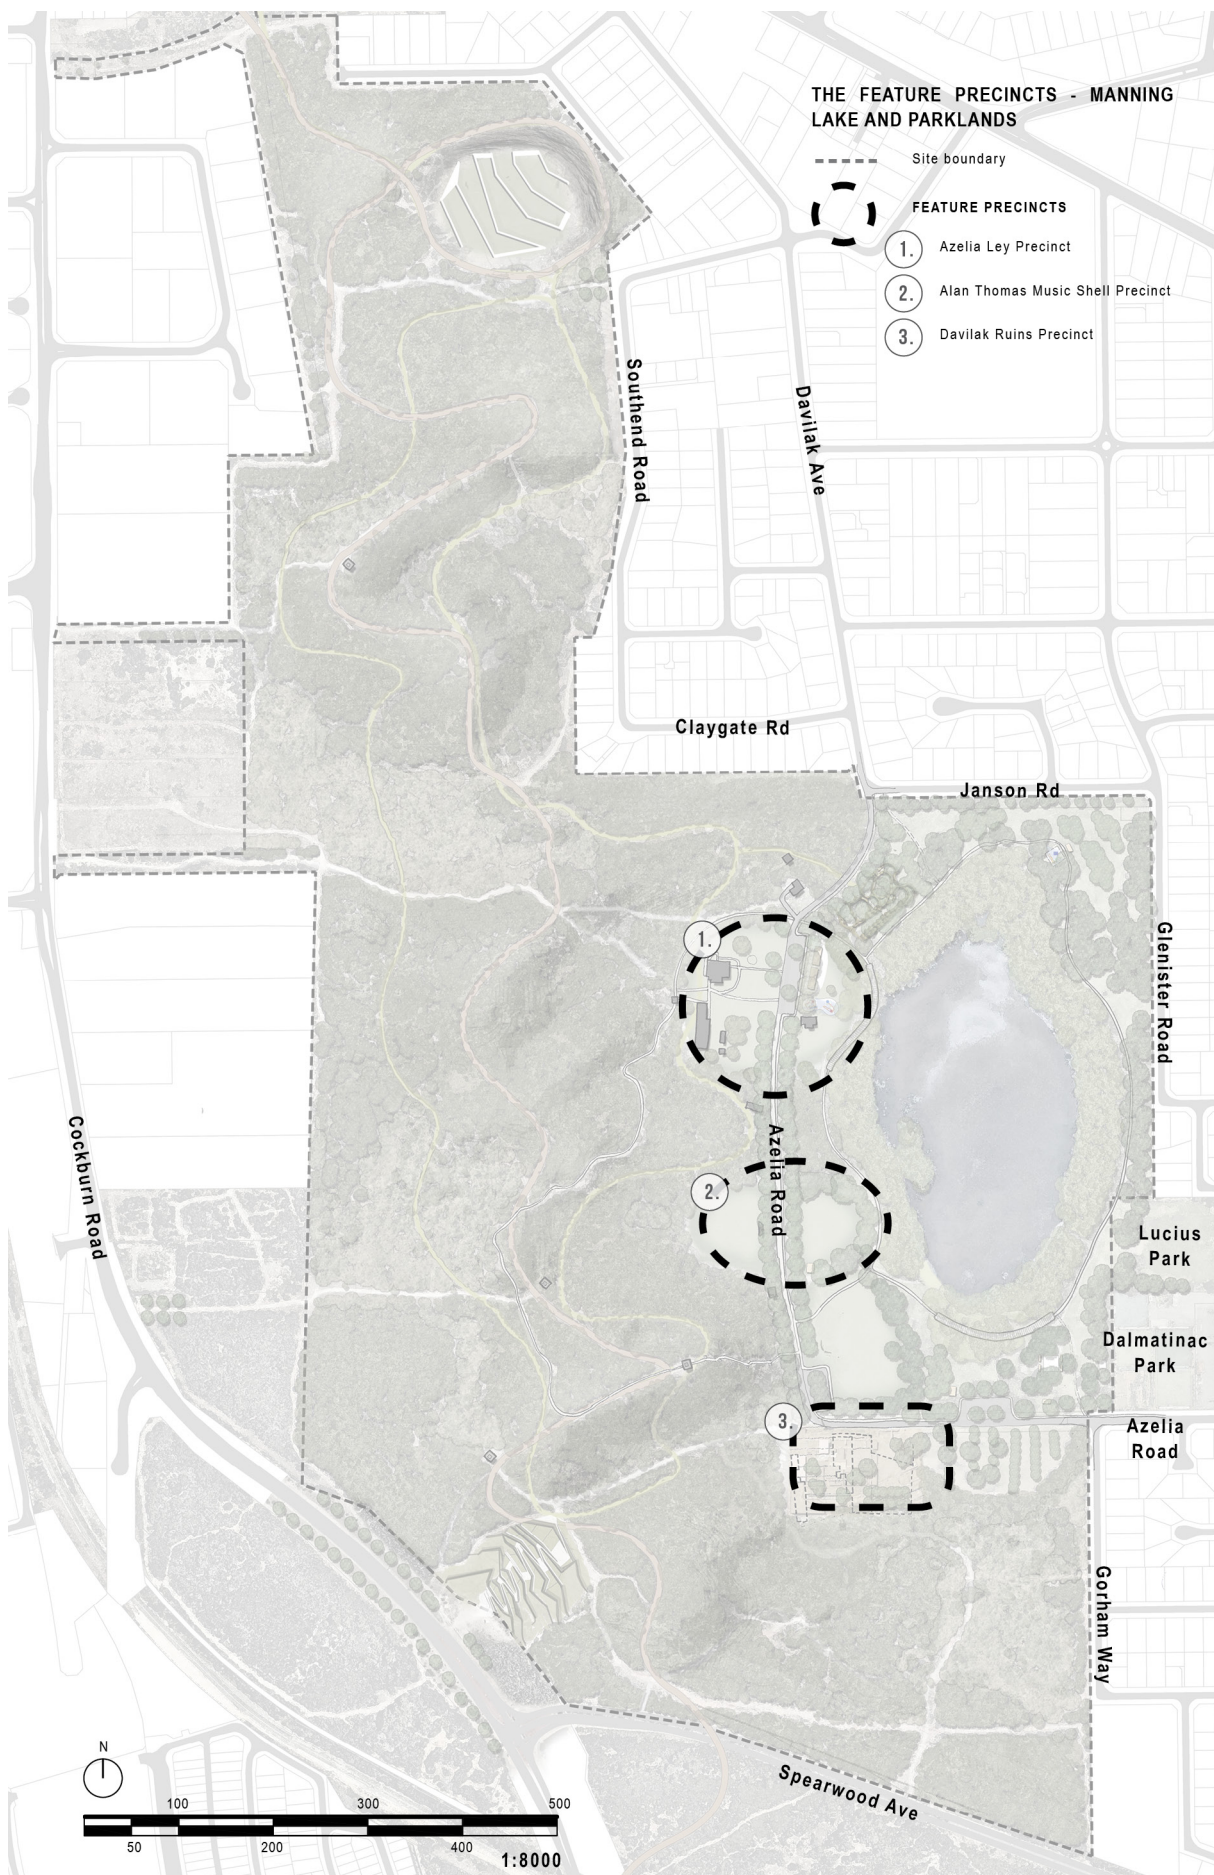 THE FEATURE PRECINCTS - MANNING
LAKE AND PARKLANDS
Site boundary
FEATURE PRECINCTS
1. Azelia Ley Precinct
2. Alan Thomas Music Shell Precinct
3. Davilak Ruins Precinct
Southend Road
Davilak Ave
Claygate Rd
Janson Rd
1.
Glenister Road
Cockburn Road
Azelia Road
2.
Lucius
Park
Dalmatinac
Park
3.
Azelia
Road
Gorham Way
Spearwood Ave
N
100 300 500
50 200 400
1:8000